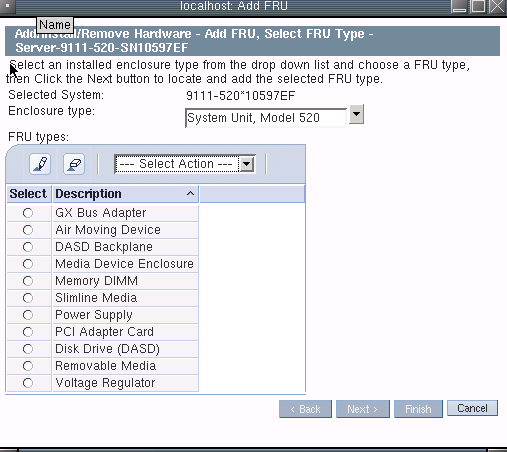 localhost: Add FRU
Name
Add/Install/Remove Hardware - Add FRU, Select FRU Type -
Server-9111-520-SN10597EF
Select an installed enclosure type from the drop down list and choose a FRU type,
then Click the Next button to locate and add the selected FRU type.
Selected System: 9111-520*10597EF
Enclosure type: System Unit, Model 520
FRU types:
--- Select Action ---
Select Description
GX Bus Adapter
Air Moving Device
DASD Backplane
Media Device Enclosure
Memory DIMM
Slimline Media
Power Supply
PCI Adapter Card
Disk Drive (DASD)
Removable Media
Voltage Regulator
< Back Next > Finish Cancel